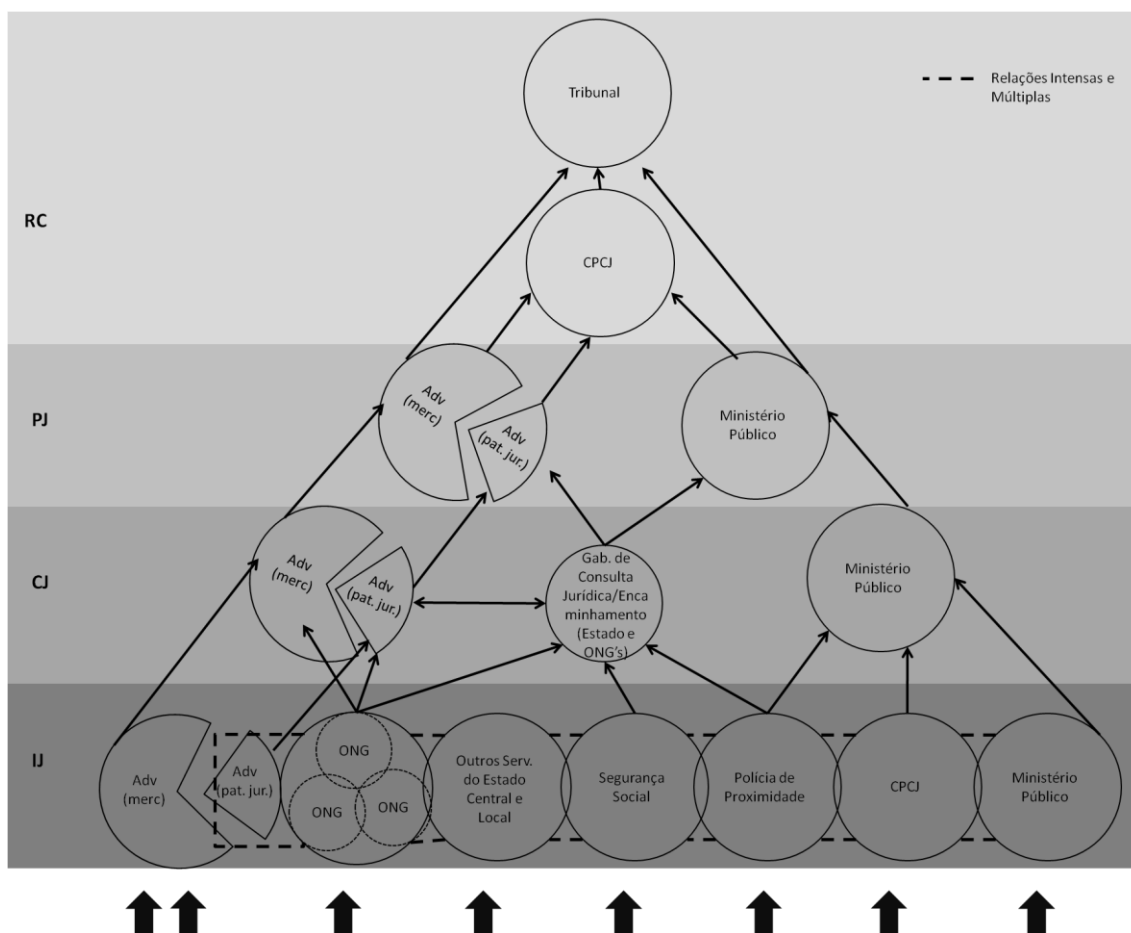 Tribunal
Relações Intensas e
Múltiplas
RC
CPCJ
PJ
Adv
(merc)
Adv
(pat. jur.)
Ministério
Público
CJ
Adv
(merc)
Adv
(pat. jur.)
Gab. de
Consulta
Jurídica/Enca
minhamento
(Estado e
ONG's)
Ministério
Público
IJ
Adv
(merc)
Adv
(pat. jur.)
ONG
ONG
ONG
Outros Serv.
do Estado
Central e
Local
Segurança
Social
Polícia de
Proximidade
CPCJ
Ministério
Público